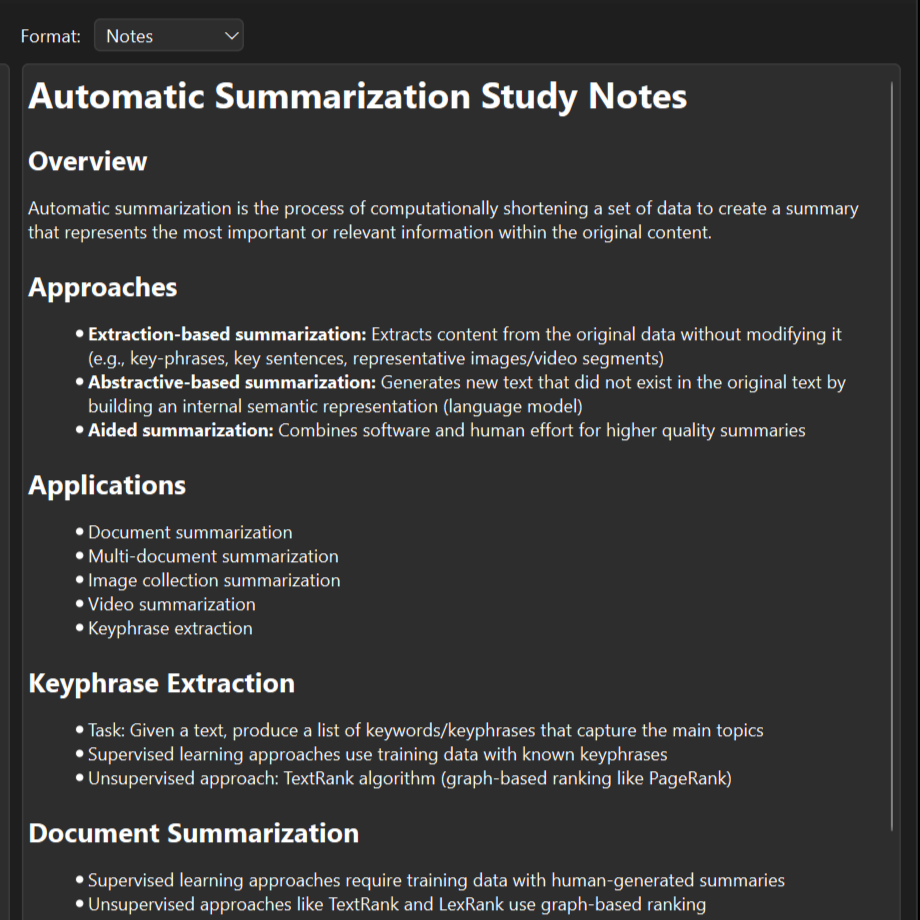 Format: Notes
Automatic Summarization Study Notes
Overview
Automatic summarization is the process of computationally shortening a set of data to create a summary
that represents the most important or relevant information within the original content.
Approaches
• Extraction-based summarization: Extracts content from the original data without modifying it
(e.g., key-phrases, key sentences, representative images/video segments)
• Abstractive-based summarization: Generates new text that did not exist in the original text by
building an internal semantic representation (language model)
• Aided summarization: Combines software and human effort for higher quality summaries
Applications
• Document summarization
• Multi-document summarization
• Image collection summarization
• Video summarization
• Keyphrase extraction
Keyphrase Extraction
• Task: Given a text, produce a list of keywords/keyphrases that capture the main topics
• Supervised learning approaches use training data with known keyphrases
• Unsupervised approach: TextRank algorithm (graph-based ranking like PageRank)
Document Summarization
• Supervised learning approaches require training data with human-generated summaries
• Unsupervised approaches like TextRank and LexRank use graph-based ranking